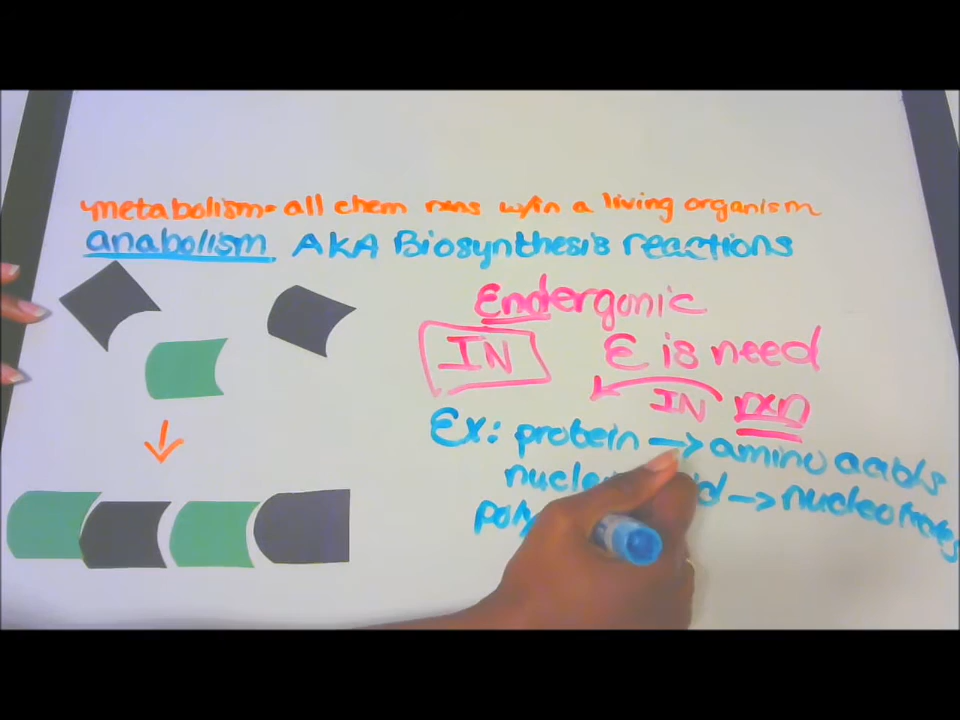 metabolism- all chem rxns w/in a living organism
anabolism AKA Biosynthesis reactions
Endergonic
IN
E is need
IN rxn
Ex: protein → amino acids
→ nucleotides